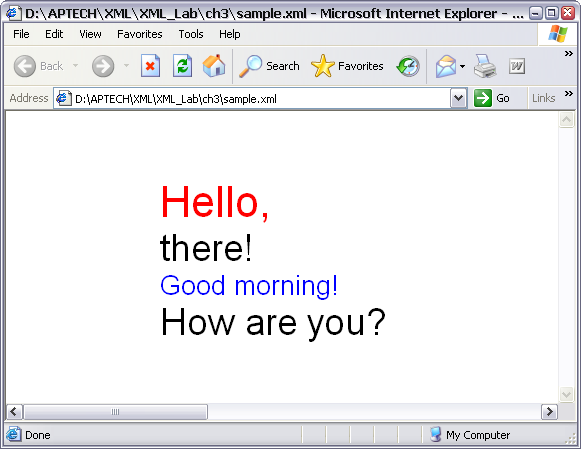 D:\APTECH\XML\XML_Lab\ch3\sample.xml - Microsoft Internet Explorer - ...
File Edit View Favorites Tools Help
Back Search Favorites W »
Address D:\APTECH\XML\XML_Lab\ch3\sample.xml Go Links »
Hello,
there!
Good morning!
How are you?
Done My Computer